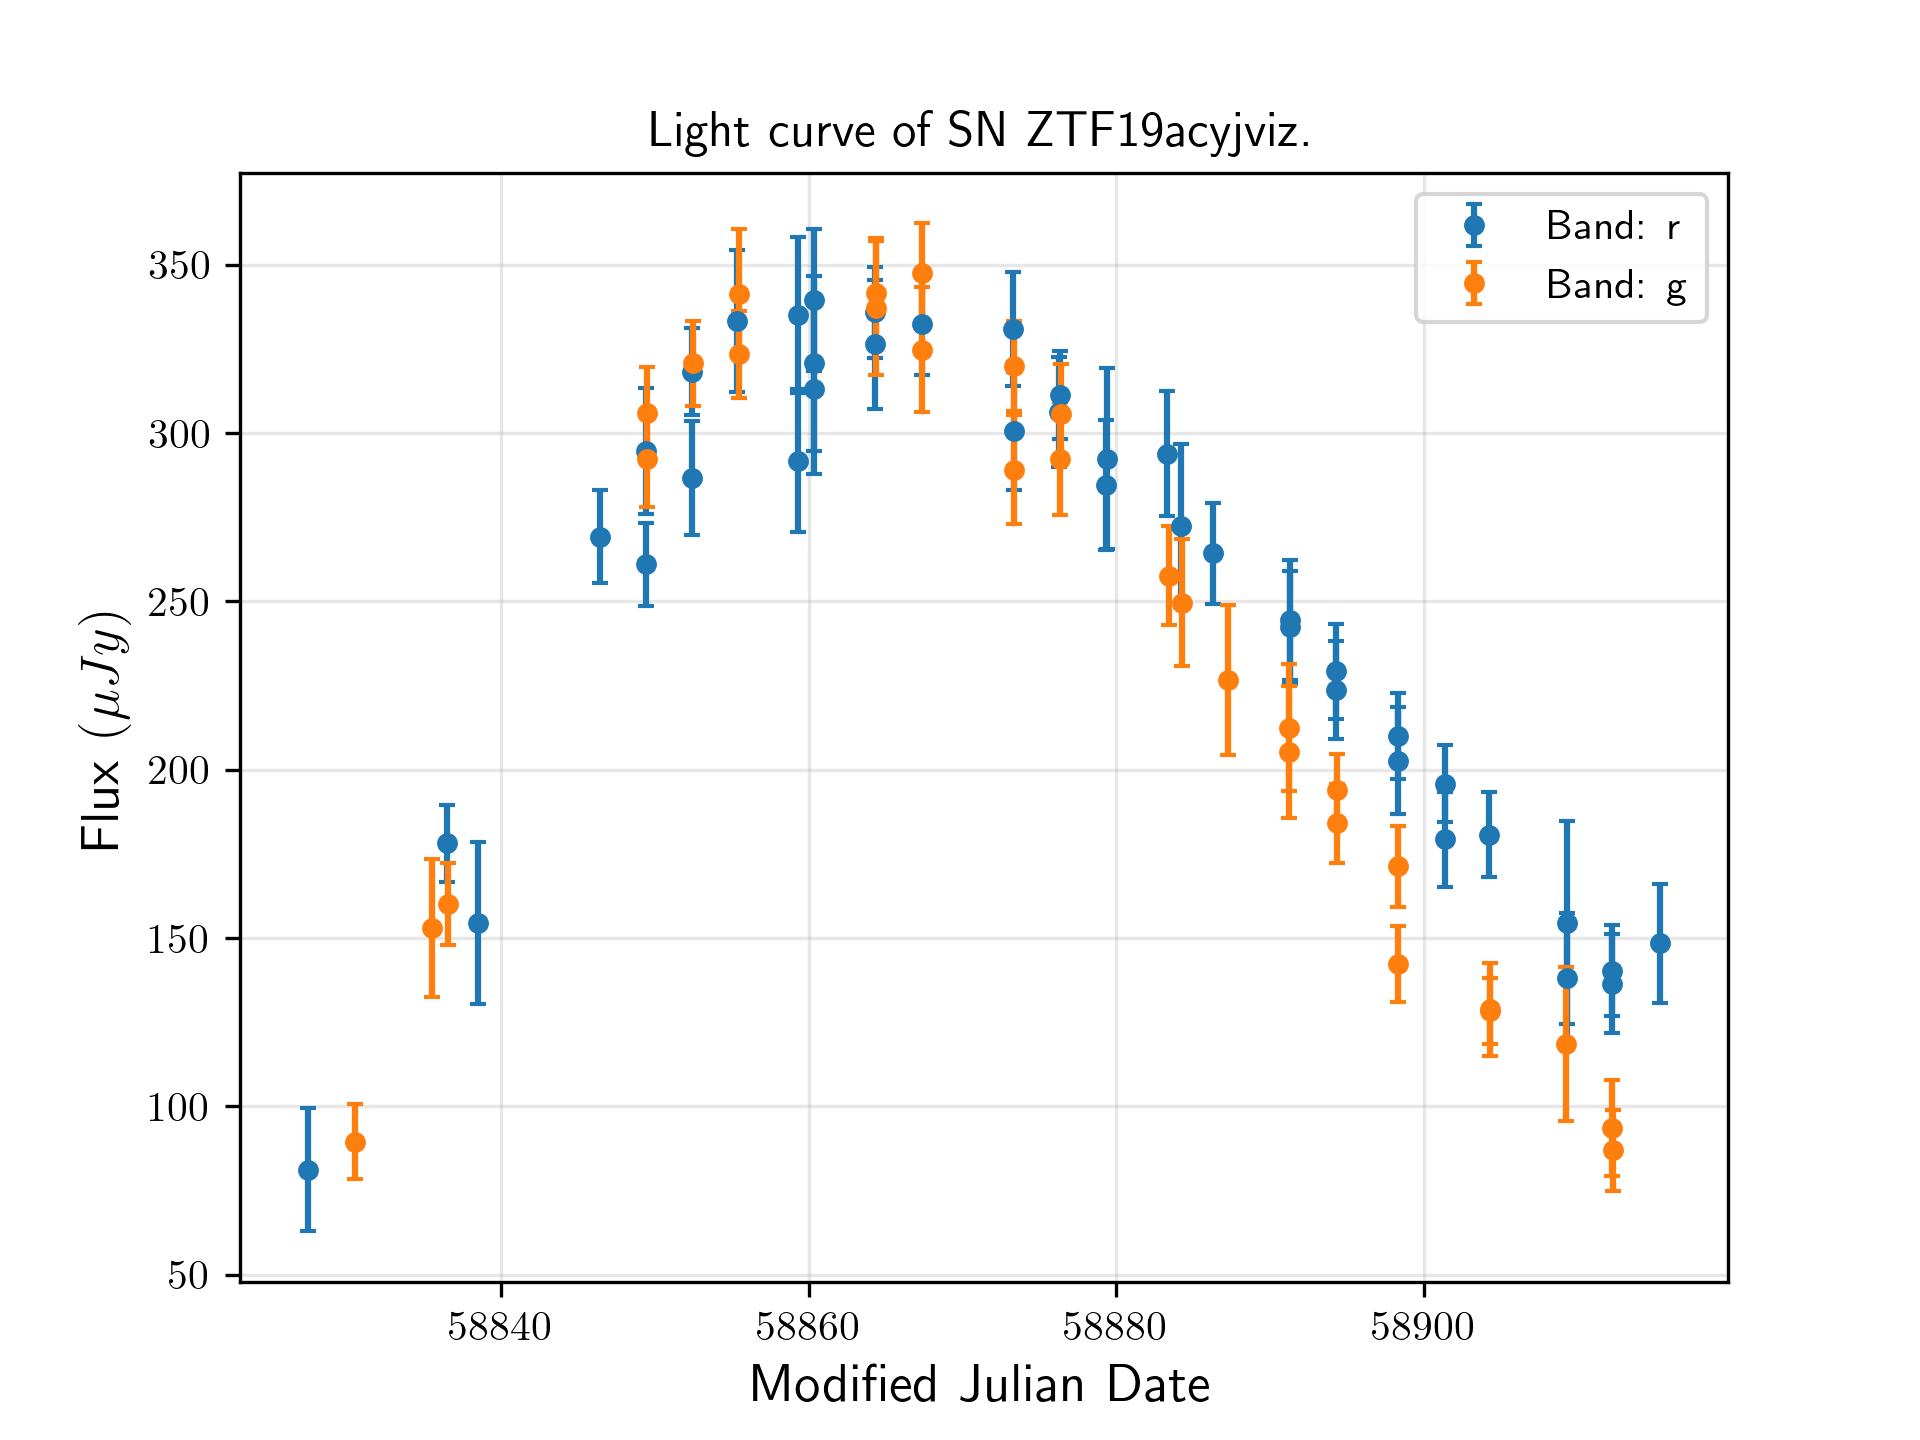 Light curve of SN ZTF19acyjviz.
Band: r
Band: g
350
300
250
200
150
100
50
Flux (μJy)
58840 58860 58880 58900
Modified Julian Date